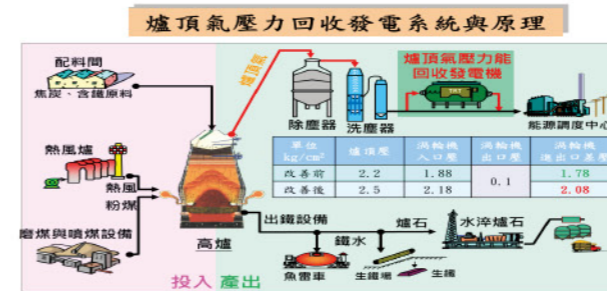 爐頂氣壓力回收發電系統與原理
配料間
焦炭、含鐵原料
熱風爐
熱風
粉煤
磨煤與噴煤設備
高爐
投入 產出
爐頂氣
除塵器
洗塵器
爐頂氣壓力能
回收發電機
TRT
能源調度中心
單位 kg/cm² 爐頂壓 渦輪機入口壓 渦輪機出口壓 渦輪機進出口差壓
改善前 2.2 1.88 0.1 1.78
改善後 2.5 2.18 2.08
出鐵設備
爐石
水淬爐石
鐵水
魚雷車
生鐵場
生鐵